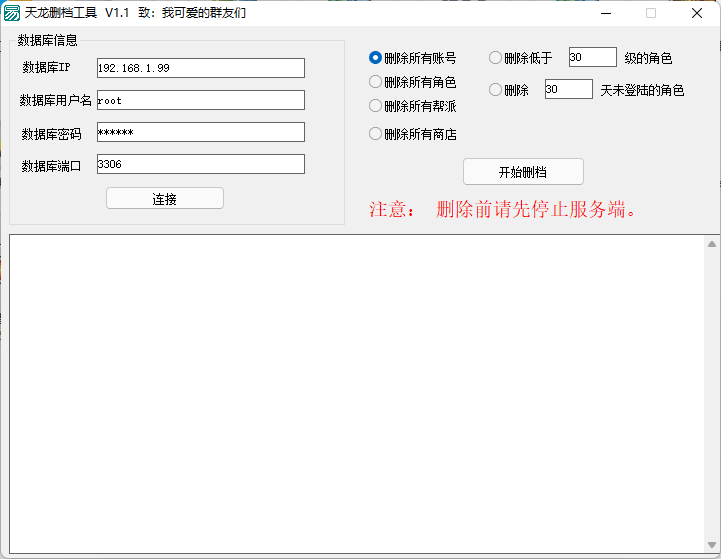 天龙删档工具 V1.1 致：我可爱的群友们
数据库信息
数据库IP 192.168.1.99
数据库用户名 root
数据库密码 ******
数据库端口 3306
连接
删除所有账号
删除所有角色
删除所有帮派
删除所有商店
删除低于 30 级的角色
删除 30 天未登陆的角色
开始删档
注意： 删除前请先停止服务端。